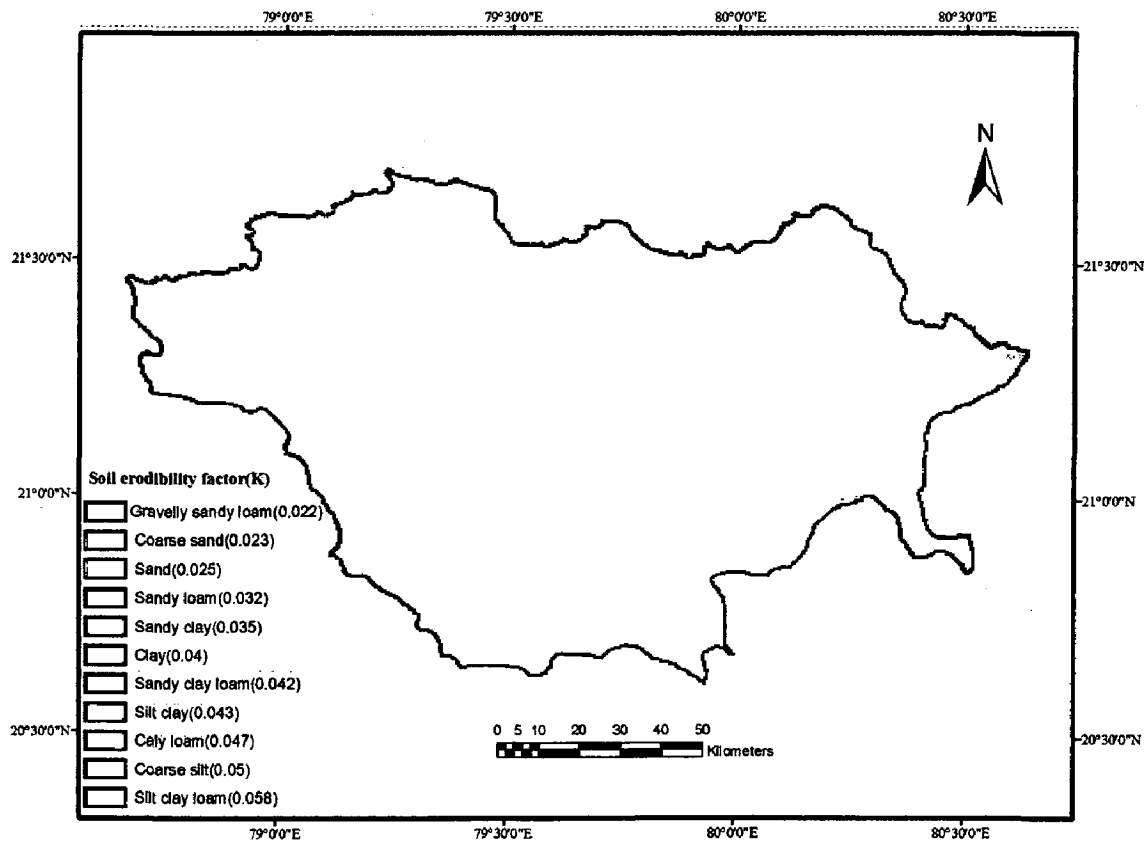 79°0'0"E 79°30'0"E 80°0'0"E 80°30'0"E
N
21°30'0"N 21°30'0"N
21°0'0"N 21°0'0"N
Soil erodibility factor(K)
Gravelly sandy loam(0.022)
Coarse sand(0.023)
Sand(0.025)
Sandy loam(0.032)
Sandy clay(0.035)
Clay(0.04)
Sandy clay loam(0.042)
Silt clay(0.043)
Caly loam(0.047)
Coarse silt(0.05)
Silt clay loam(0.058)
20°30'0"N 20°30'0"N
0 5 10 20 30 40 50
Kilometers
79°0'0"E 79°30'0"E 80°0'0"E 80°30'0"E